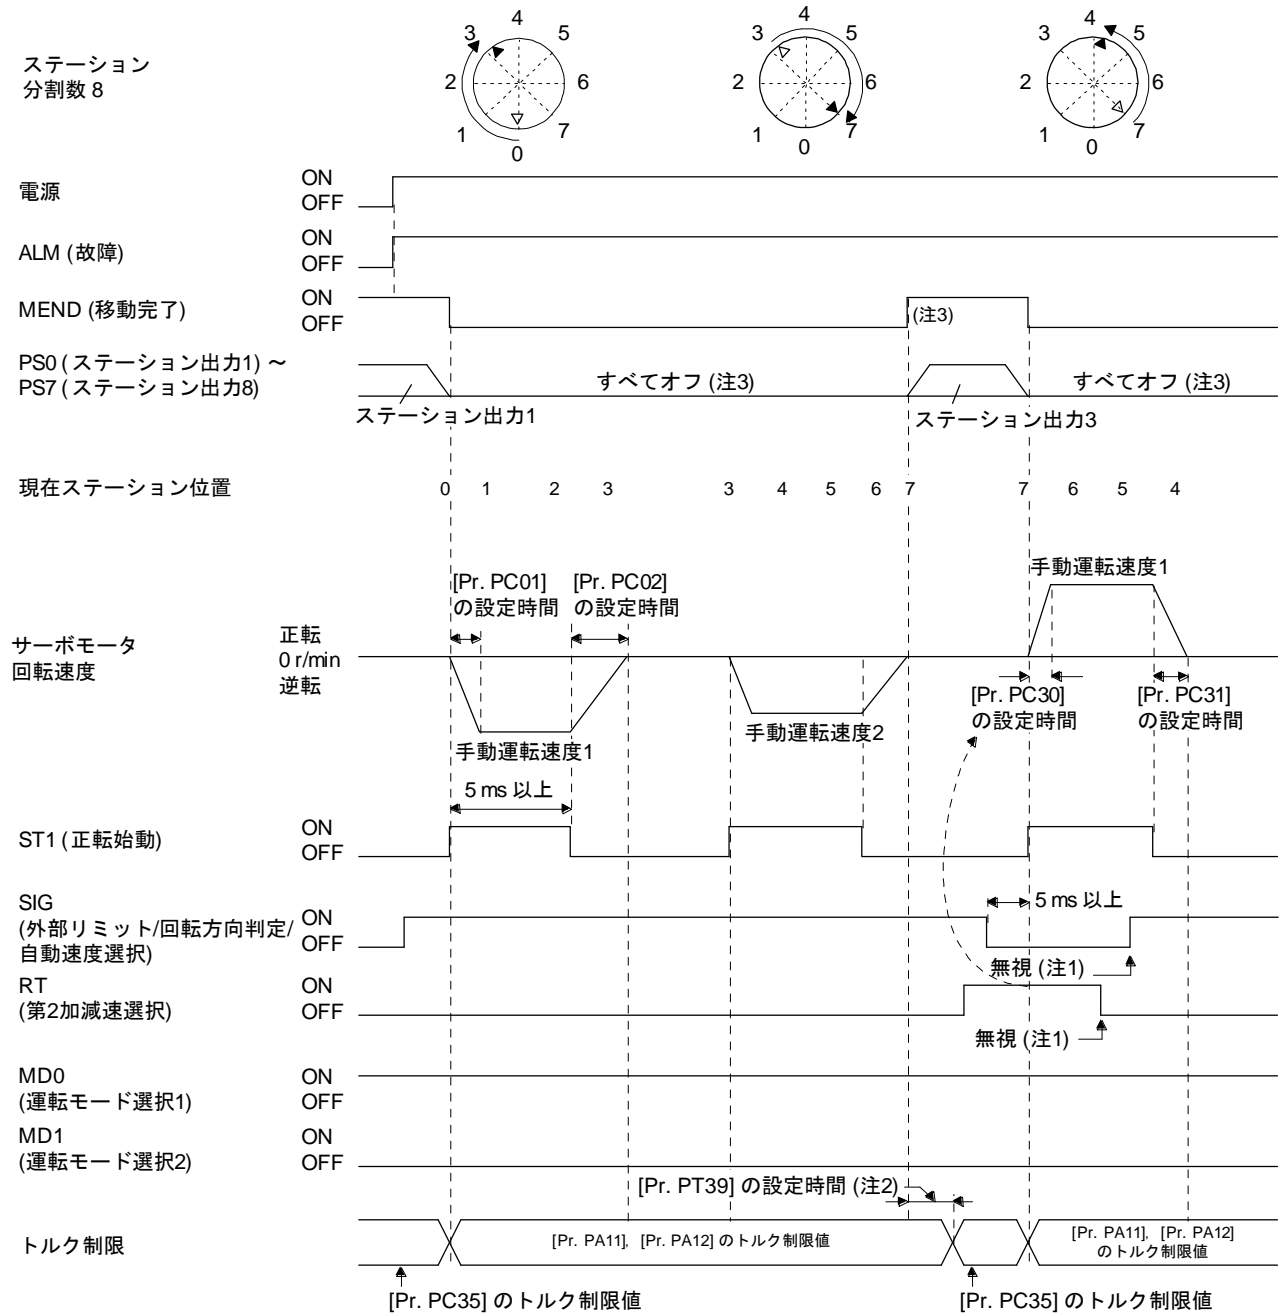 ステーション
分割数 8
4
3
5
2
6
1
7
0
4
3
5
2
6
1
7
0
4
3
5
2
6
1
7
0
電源
ON
OFF
ALM (故障)
ON
OFF
MEND (移動完了)
ON
OFF
(注3)
PS0 (ステーション出力1) ～
PS7 (ステーション出力8)
すべてオフ (注3)
すべてオフ (注3)
ステーション出力1
ステーション出力3
現在ステーション位置
0 1 2 3 3 4 5 6 7 7 6 5 4
手動運転速度1
[Pr. PC01]
の設定時間
[Pr. PC02]
の設定時間
サーボモータ
回転速度
正転
0 r/min
逆転
[Pr. PC30]
の設定時間
[Pr. PC31]
の設定時間
手動運転速度1
手動運転速度2
5 ms 以上
ST1 (正転始動)
ON
OFF
SIG
(外部リミット/回転方向判定/
自動速度選択)
ON
OFF
5 ms 以上
無視 (注1)
RT
(第2加減速選択)
ON
OFF
無視 (注1)
MD0
(運転モード選択1)
ON
OFF
MD1
(運転モード選択2)
ON
OFF
[Pr. PT39] の設定時間 (注2)
トルク制限
[Pr. PA11], [Pr. PA12] のトルク制限値
[Pr. PA11], [Pr. PA12]
のトルク制限値
[Pr. PC35] のトルク制限値
[Pr. PC35] のトルク制限値